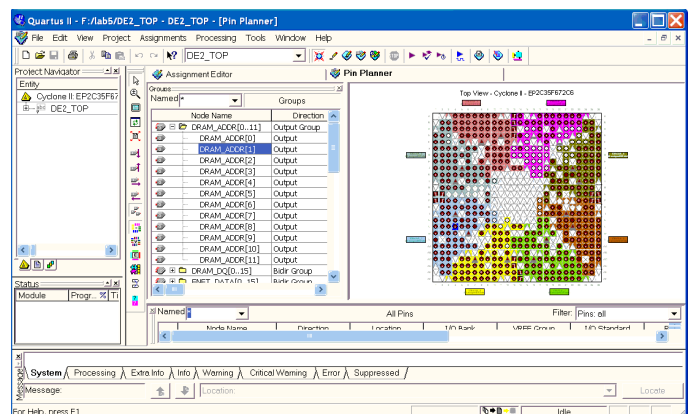 Quartus II - F:/lab5/DE2_TOP - DE2_TOP - [Pin Planner]
File Edit View Project Assignments Processing Tools Window Help
DE2_TOP
Project Navigator
Entity
Cyclone II: EP2C35F67
DE2_TOP
Status
Module Progr... % Ti
Assignment Editor
Pin Planner
Groups
Named: *
Groups
Node Name Direction
DRAM_ADDR[0..11] Output Group
DRAM_ADDR[0] Output
DRAM_ADDR[1] Output
DRAM_ADDR[2] Output
DRAM_ADDR[3] Output
DRAM_ADDR[4] Output
DRAM_ADDR[5] Output
DRAM_ADDR[6] Output
DRAM_ADDR[7] Output
DRAM_ADDR[8] Output
DRAM_ADDR[9] Output
DRAM_ADDR[10] Output
DRAM_ADDR[11] Output
DRAM_DQ[0..15] Bidir Group
ENET_DATA[0..15] Bidir Group
Top View - Cyclone II - EP2C35F672C6
Named: *
All Pins
Filter: Pins: all
Node Name Direction Location I/O Bank VREF Group I/O Standard
System Processing Extra Info Info Warning Critical Warning Error Suppressed
Message
Message:
Location:
Locate
For Help, press F1
Idle